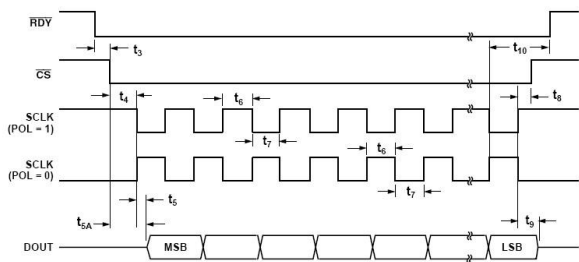 RDY
t3
t10
CS
t4
t6
t8
SCLK
(POL = 1)
t7
t6
SCLK
(POL = 0)
t5
t7
t5A
t9
DOUT
MSB
LSB